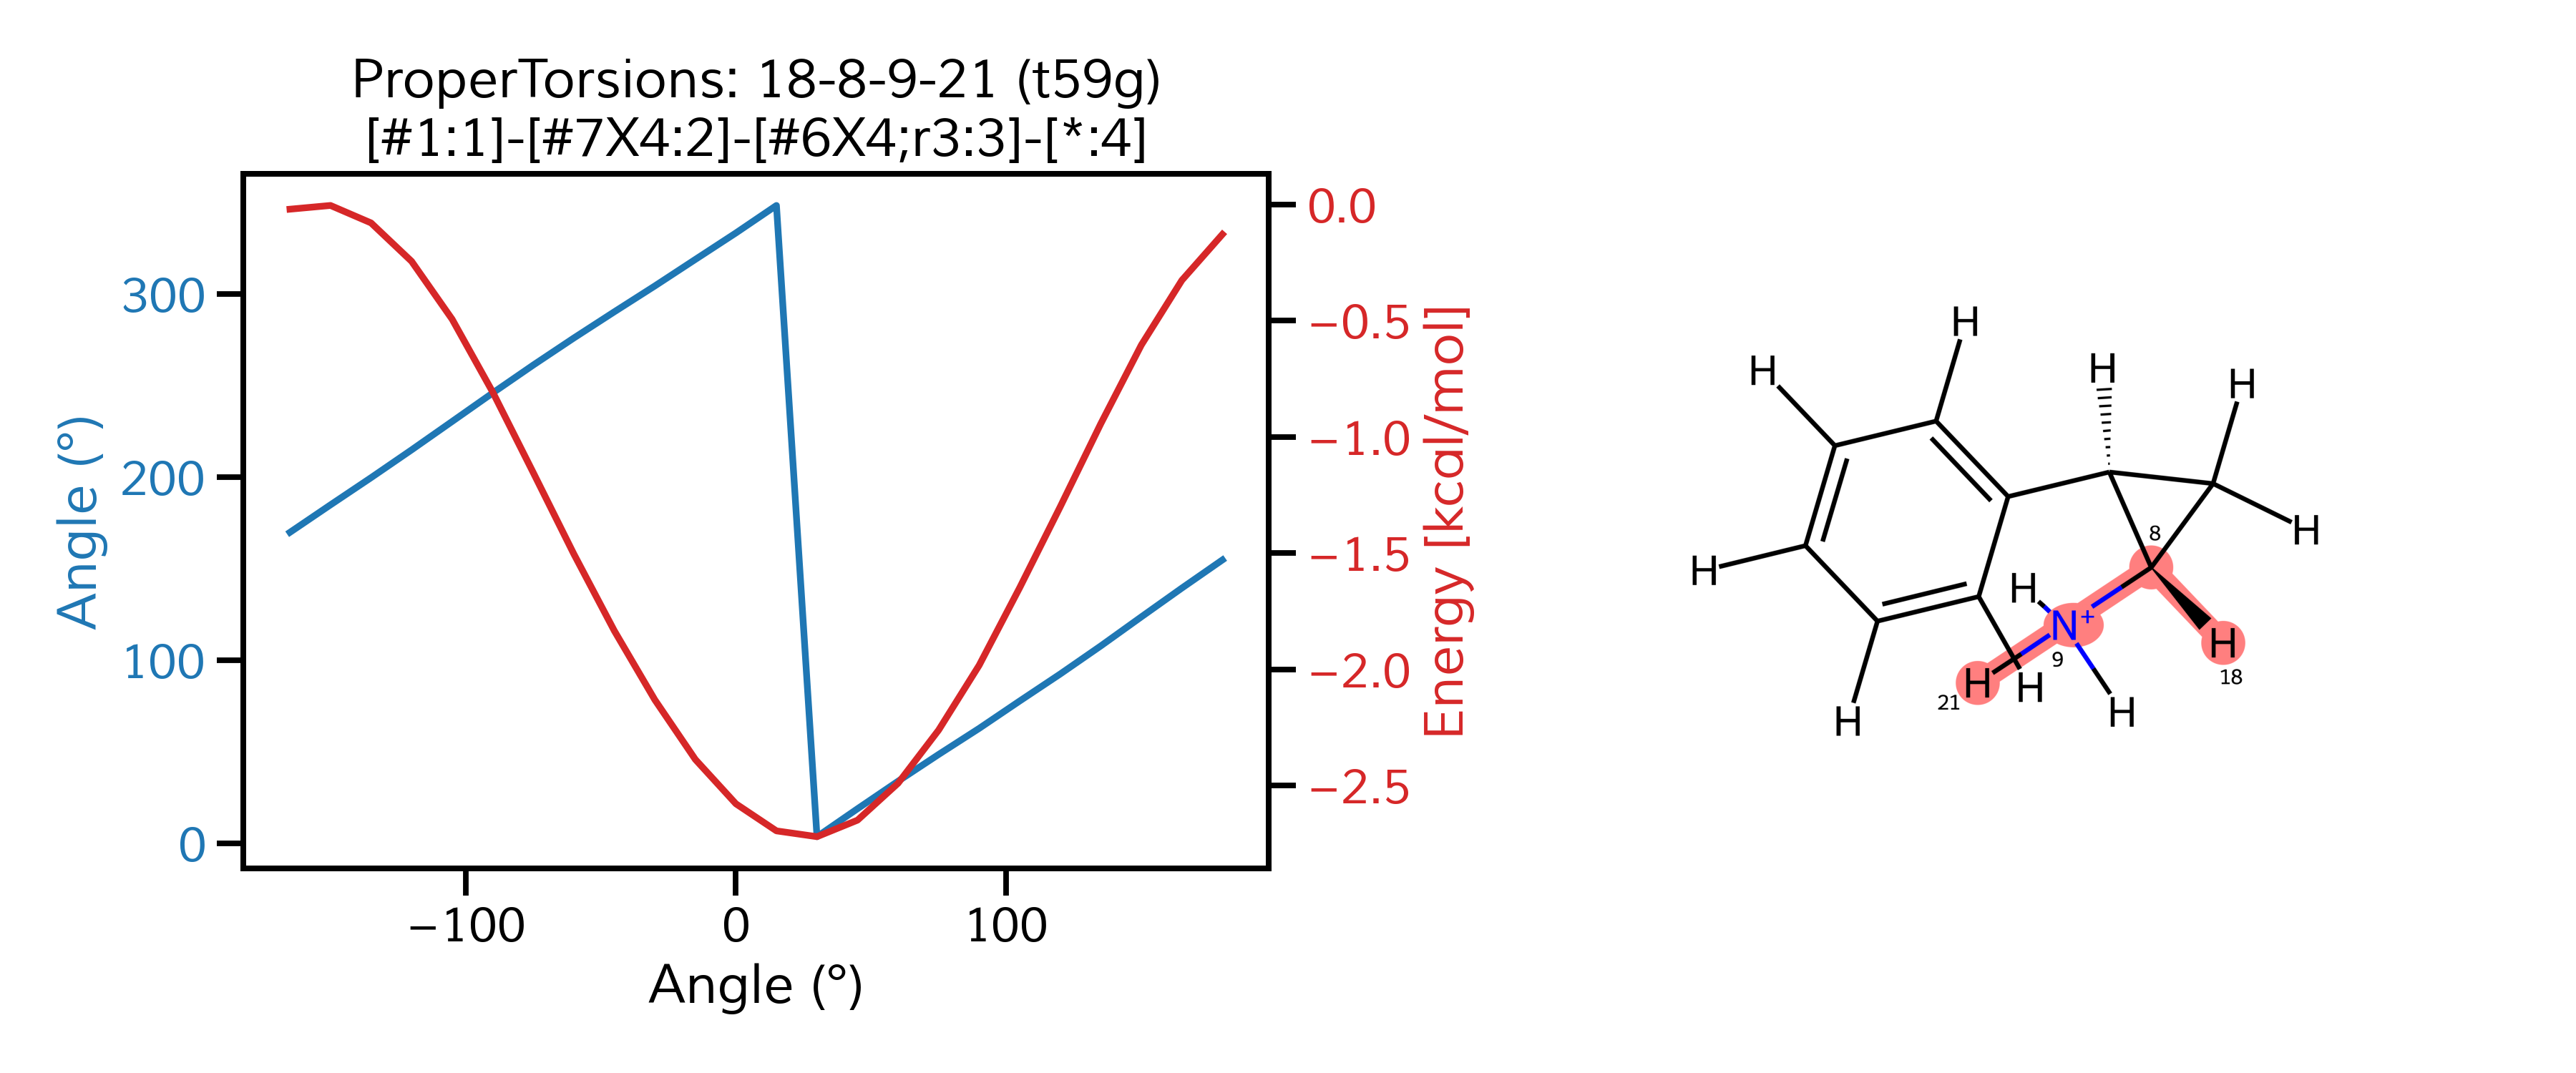 ProperTorsions: 18-8-9-21 (t59g)
[#1:1]-[#7X4:2]-[#6X4;r3:3]-[*:4]
Angle (°)
300
200
100
0
−100
0
100
Angle (°)
0.0
−0.5
−1.0
−1.5
−2.0
−2.5
Energy [kcal/mol]
H
H
H
H
H
H
8
H
N+
9
H
18
21
H
H
H
H